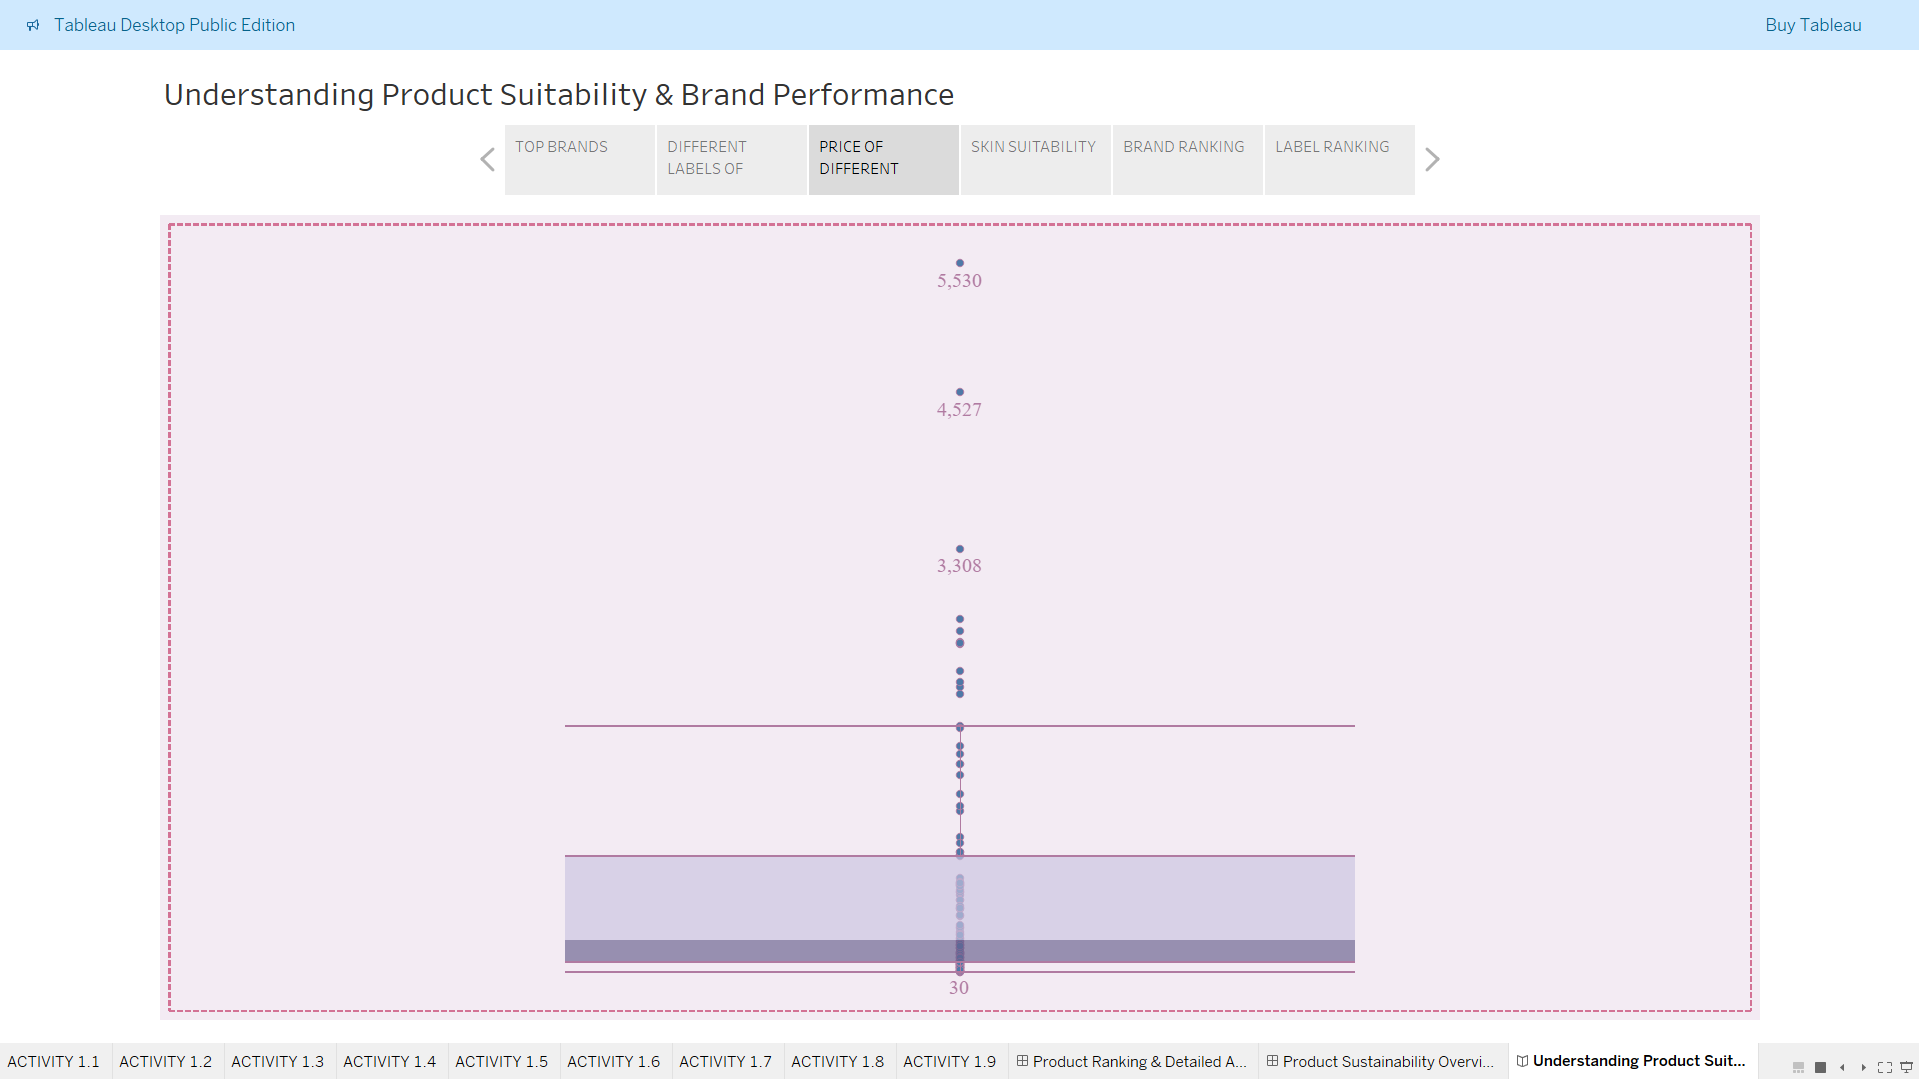 Tableau Desktop Public Edition
Buy Tableau
Understanding Product Suitability & Brand Performance
TOP BRANDS
DIFFERENT
LABELS OF
PRICE OF
DIFFERENT
SKIN SUITABILITY
BRAND RANKING
LABEL RANKING
5,530
4,527
3,308
30
ACTIVITY 1.1
ACTIVITY 1.2
ACTIVITY 1.3
ACTIVITY 1.4
ACTIVITY 1.5
ACTIVITY 1.6
ACTIVITY 1.7
ACTIVITY 1.8
ACTIVITY 1.9
Product Ranking & Detailed A...
Product Sustainability Overvi...
Understanding Product Suit...